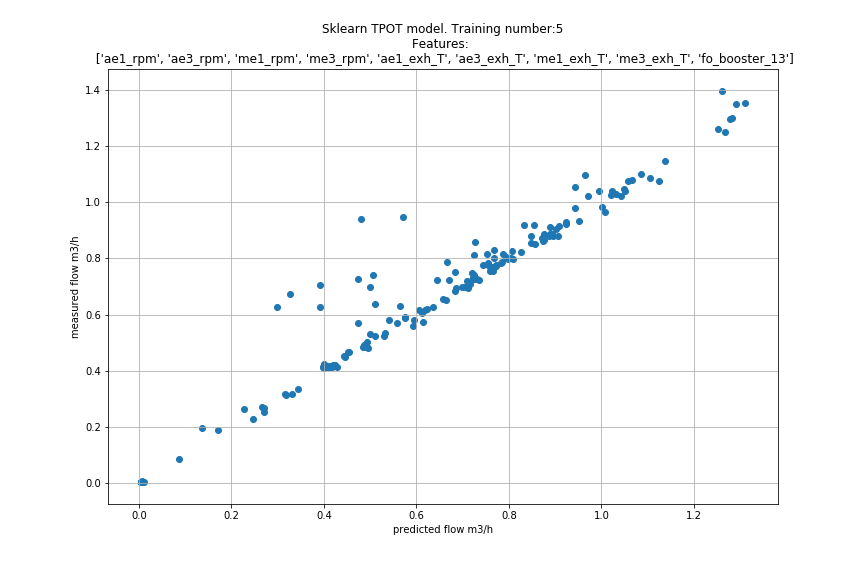 Sklearn TPOT model. Training number:5
Features:
['ae1_rpm', 'ae3_rpm', 'me1_rpm', 'me3_rpm', 'ae1_exh_T', 'ae3_exh_T', 'me1_exh_T', 'me3_exh_T', 'fo_booster_13']
1.4
1.2
1.0
0.8
0.6
0.4
0.2
0.0
measured flow m3/h
0.0 0.2 0.4 0.6 0.8 1.0 1.2
predicted flow m3/h